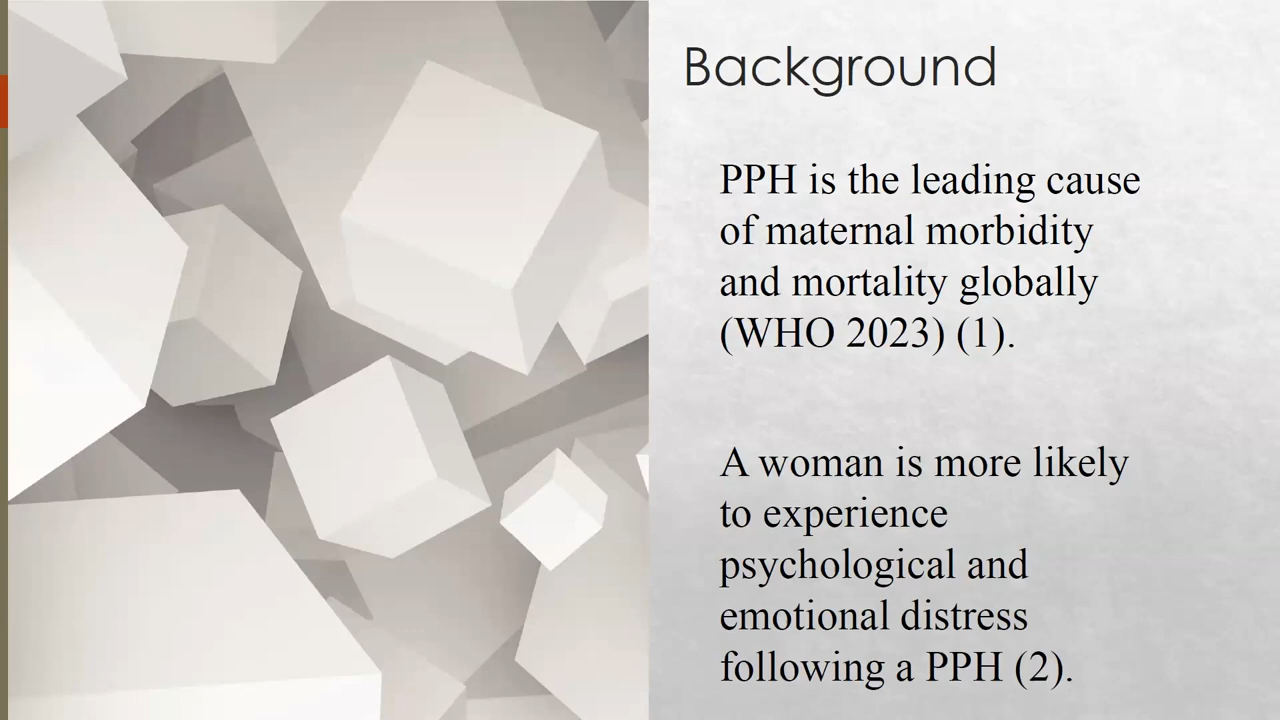 Background
PPH is the leading cause
of maternal morbidity
and mortality globally
(WHO 2023) (1).
A woman is more likely
to experience
psychological and
emotional distress
following a PPH (2).